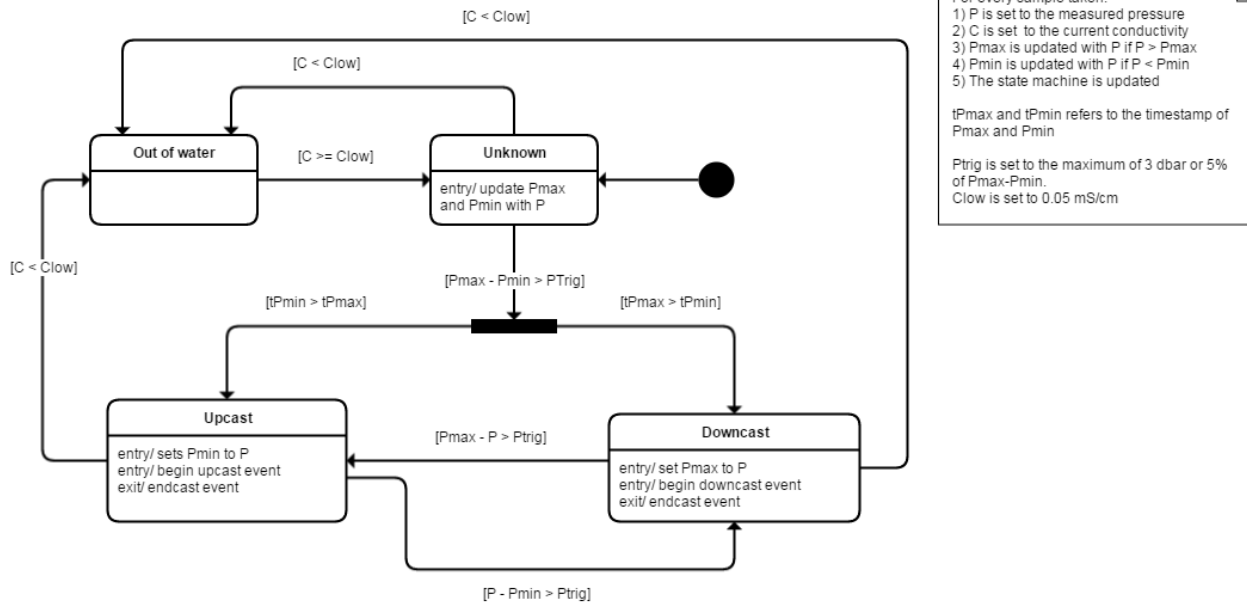 [C < Clow]
For every sample taken:
1) P is set to the measured pressure
2) C is set to the current conductivity
3) Pmax is updated with P if P > Pmax
4) Pmin is updated with P if P < Pmin
5) The state machine is updated
tPmax and tPmin refers to the timestamp of
Pmax and Pmin
Ptrig is set to the maximum of 3 dbar or 5%
of Pmax-Pmin.
Clow is set to 0.05 mS/cm
[C < Clow]
Out of water
[C >= Clow]
Unknown
entry/ update Pmax
and Pmin with P
[C < Clow]
[Pmax - Pmin > PTrig]
[tPmin > tPmax]
[tPmax > tPmin]
Upcast
entry/ sets Pmin to P
entry/ begin upcast event
exit/ endcast event
[Pmax - P > Ptrig]
Downcast
entry/ set Pmax to P
entry/ begin downcast event
exit/ endcast event
[P - Pmin > Ptrig]